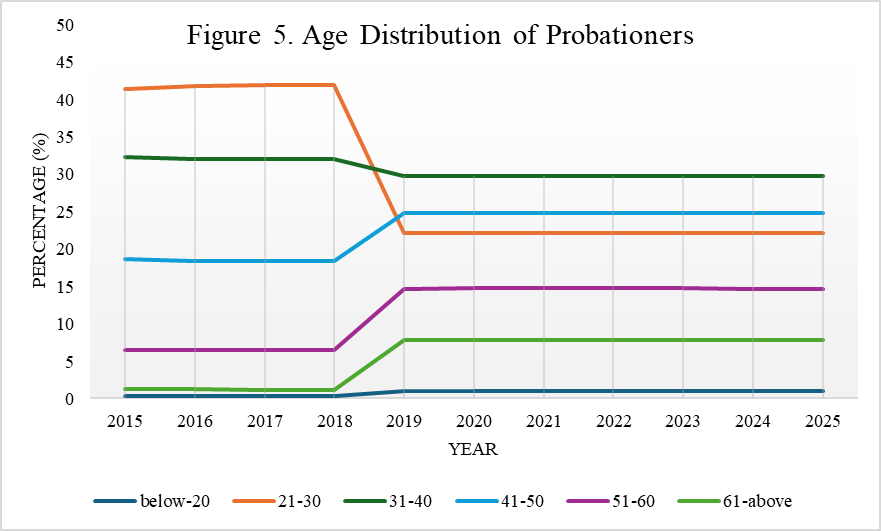 Figure 5. Age Distribution of Probationers
PERCENTAGE (%)
50
45
40
35
30
25
20
15
10
5
0
2015 2016 2017 2018 2019 2020 2021 2022 2023 2024 2025
YEAR
below-20 21-30 31-40 41-50 51-60 61-above